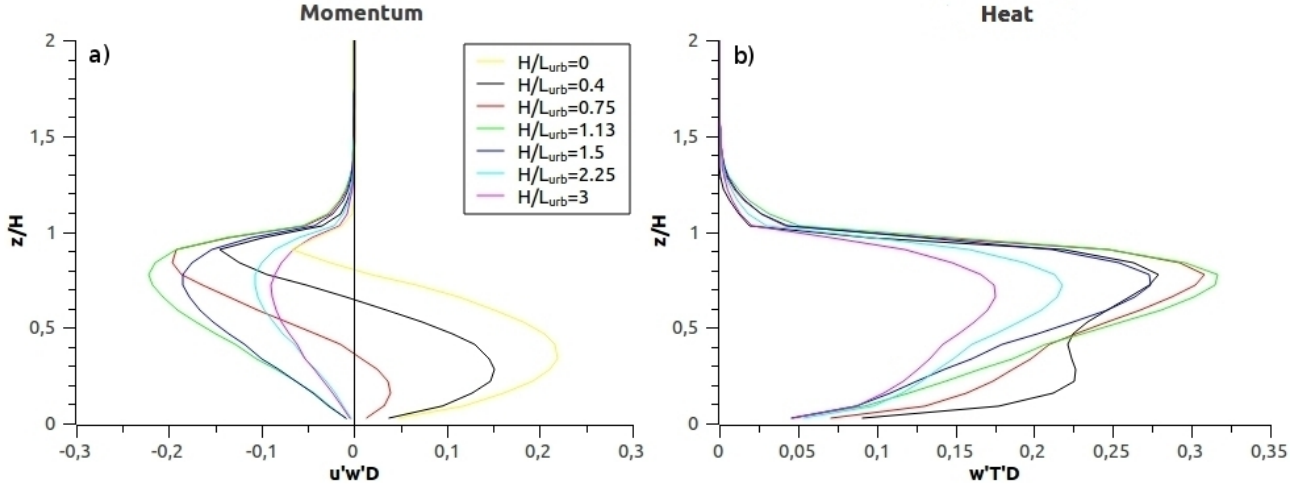 Momentum
Heat
a)
b)
H/Lurb=0
H/Lurb=0.4
H/Lurb=0.75
H/Lurb=1.13
H/Lurb=1.5
H/Lurb=2.25
H/Lurb=3
2
1,5
1
0,5
0
z/H
-0,3 -0,2 -0,1 0 0,1 0,2 0,3
u'w'D
2
1,5
1
0,5
0
z/H
0 0,05 0,1 0,15 0,2 0,25 0,3 0,35
w'T'D